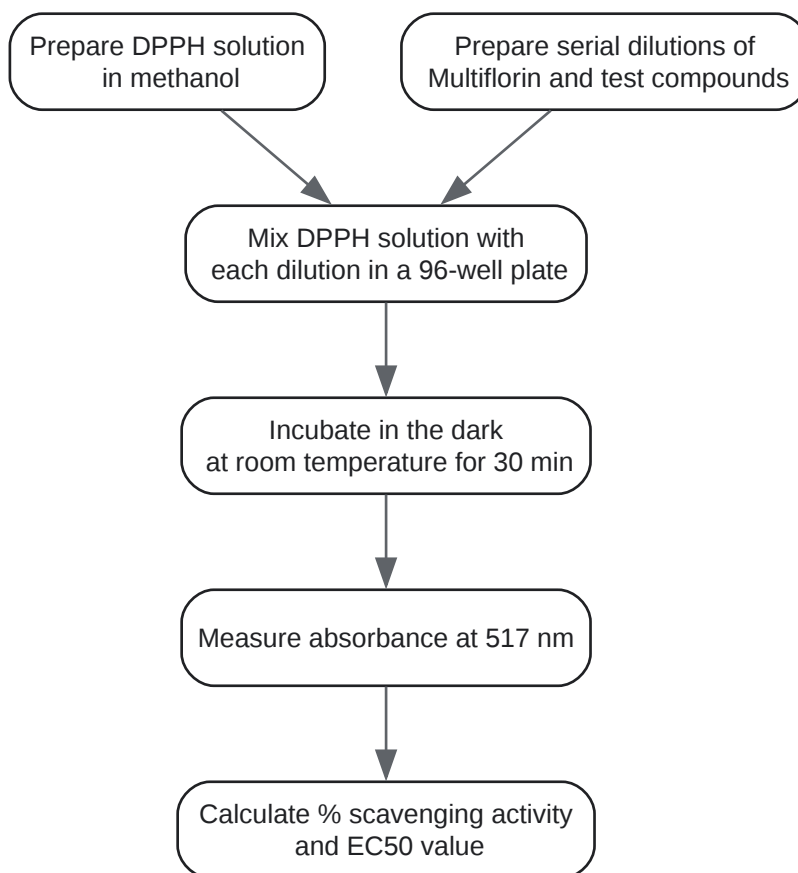 Prepare DPPH solution
in methanol
Prepare serial dilutions of
Multiflorin and test compounds
Mix DPPH solution with
each dilution in a 96-well plate
Incubate in the dark
at room temperature for 30 min
Measure absorbance at 517 nm
Calculate % scavenging activity
and EC50 value